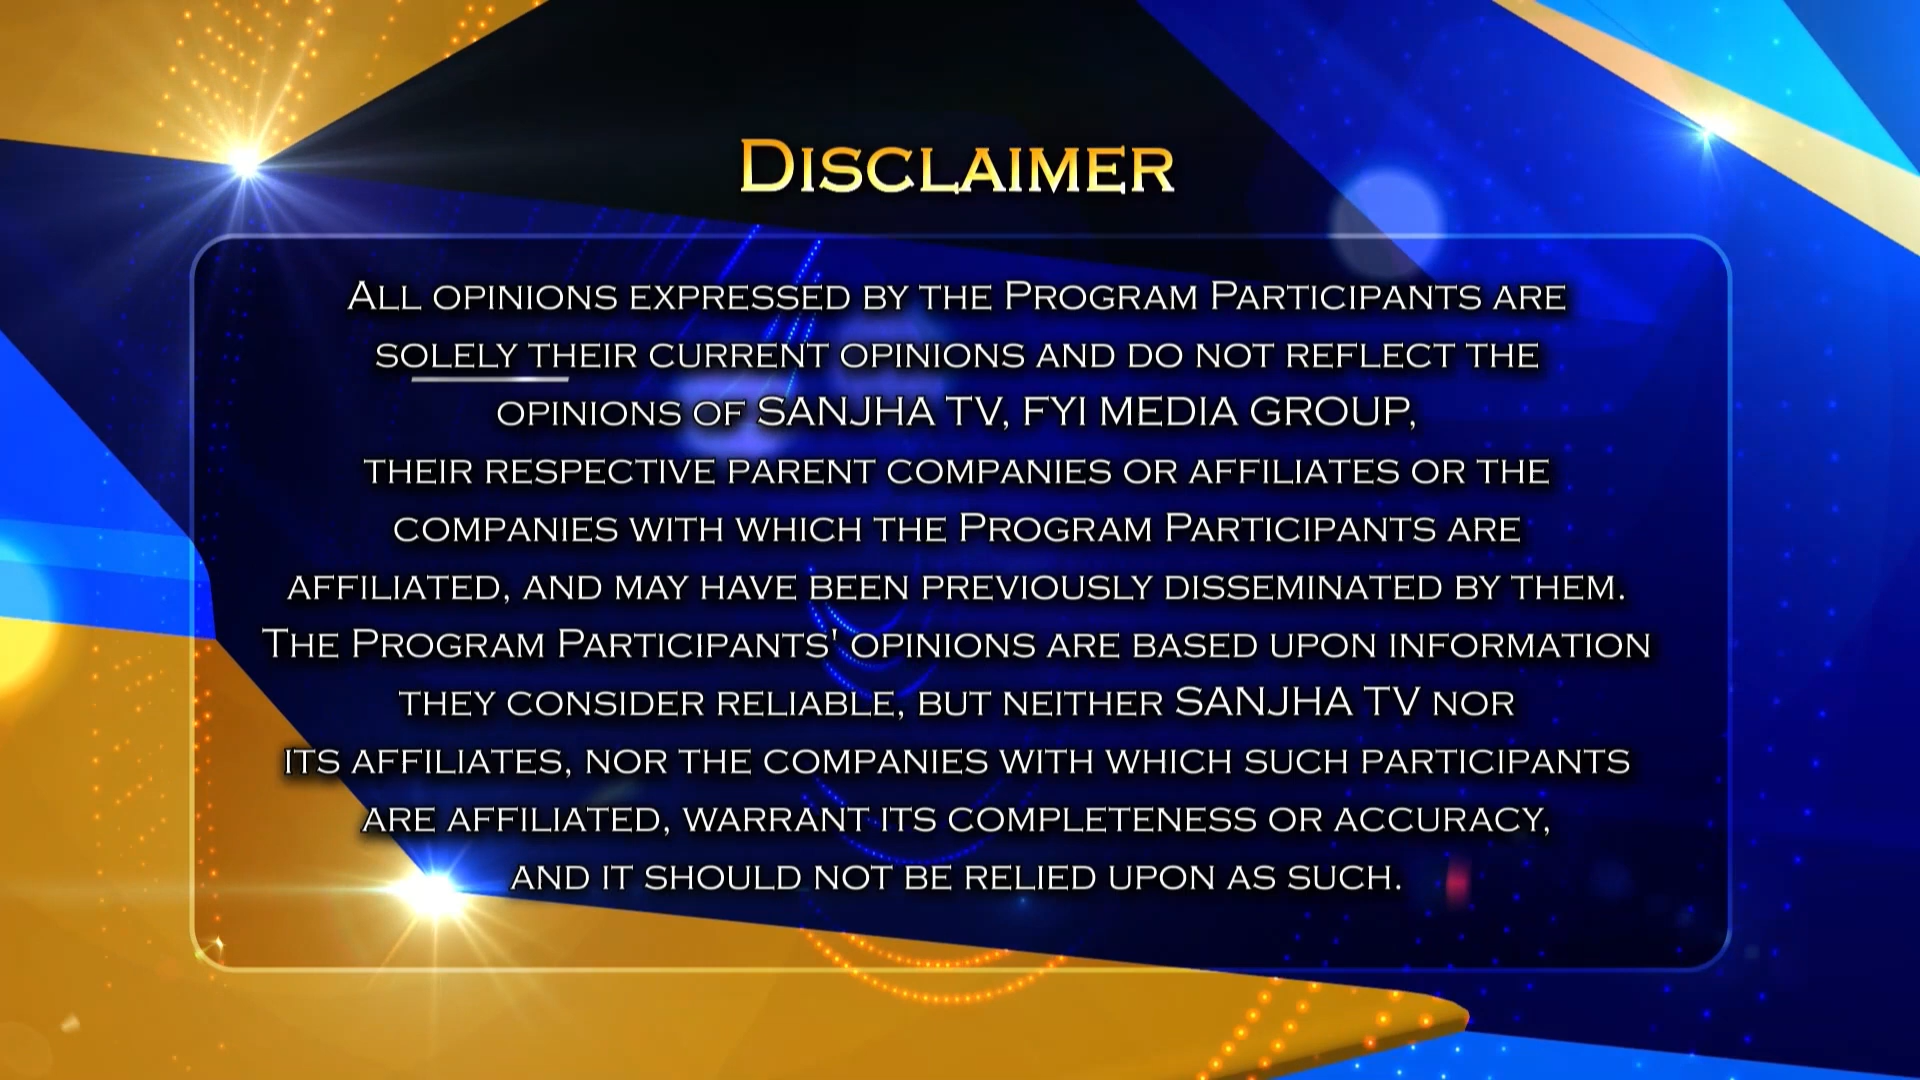 Disclaimer
All opinions expressed by the Program Participants are
solely their current opinions and do not reflect the
opinions of SANJHA TV, FYI MEDIA GROUP,
their respective parent companies or affiliates or the
companies with which the Program Participants are
affiliated, and may have been previously disseminated by them.
The Program Participants' opinions are based upon information
they consider reliable, but neither SANJHA TV nor
its affiliates, nor the companies with which such participants
are affiliated, warrant its completeness or accuracy,
and it should not be relied upon as such.